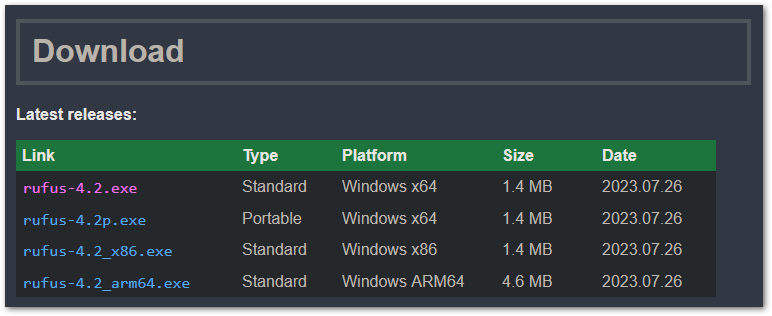 Download
Latest releases:
Link Type Platform Size Date
rufus-4.2.exe Standard Windows x64 1.4 MB 2023.07.26
rufus-4.2p.exe Portable Windows x64 1.4 MB 2023.07.26
rufus-4.2_x86.exe Standard Windows x86 1.4 MB 2023.07.26
rufus-4.2_arm64.exe Standard Windows ARM64 4.6 MB 2023.07.26